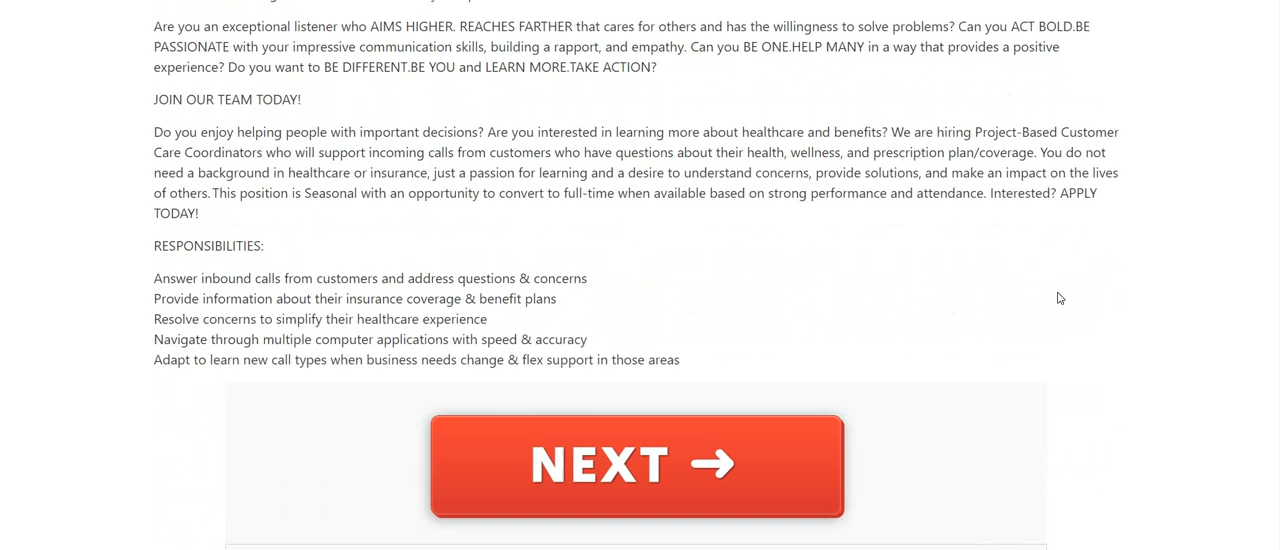 Are you an exceptional listener who AIMS HIGHER. REACHES FARTHER that cares for others and has the willingness to solve problems? Can you ACT BOLD.BE
PASSIONATE with your impressive communication skills, building a rapport, and empathy. Can you BE ONE.HELP MANY in a way that provides a positive
experience? Do you want to BE DIFFERENT.BE YOU and LEARN MORE.TAKE ACTION?
JOIN OUR TEAM TODAY!
Do you enjoy helping people with important decisions? Are you interested in learning more about healthcare and benefits? We are hiring Project-Based Customer
Care Coordinators who will support incoming calls from customers who have questions about their health, wellness, and prescription plan/coverage. You do not
need a background in healthcare or insurance, just a passion for learning and a desire to understand concerns, provide solutions, and make an impact on the lives
of others. This position is Seasonal with an opportunity to convert to full-time when available based on strong performance and attendance. Interested? APPLY
TODAY!
RESPONSIBILITIES:
Answer inbound calls from customers and address questions & concerns
Provide information about their insurance coverage & benefit plans
Resolve concerns to simplify their healthcare experience
Navigate through multiple computer applications with speed & accuracy
Adapt to learn new call types when business needs change & flex support in those areas
NEXT →